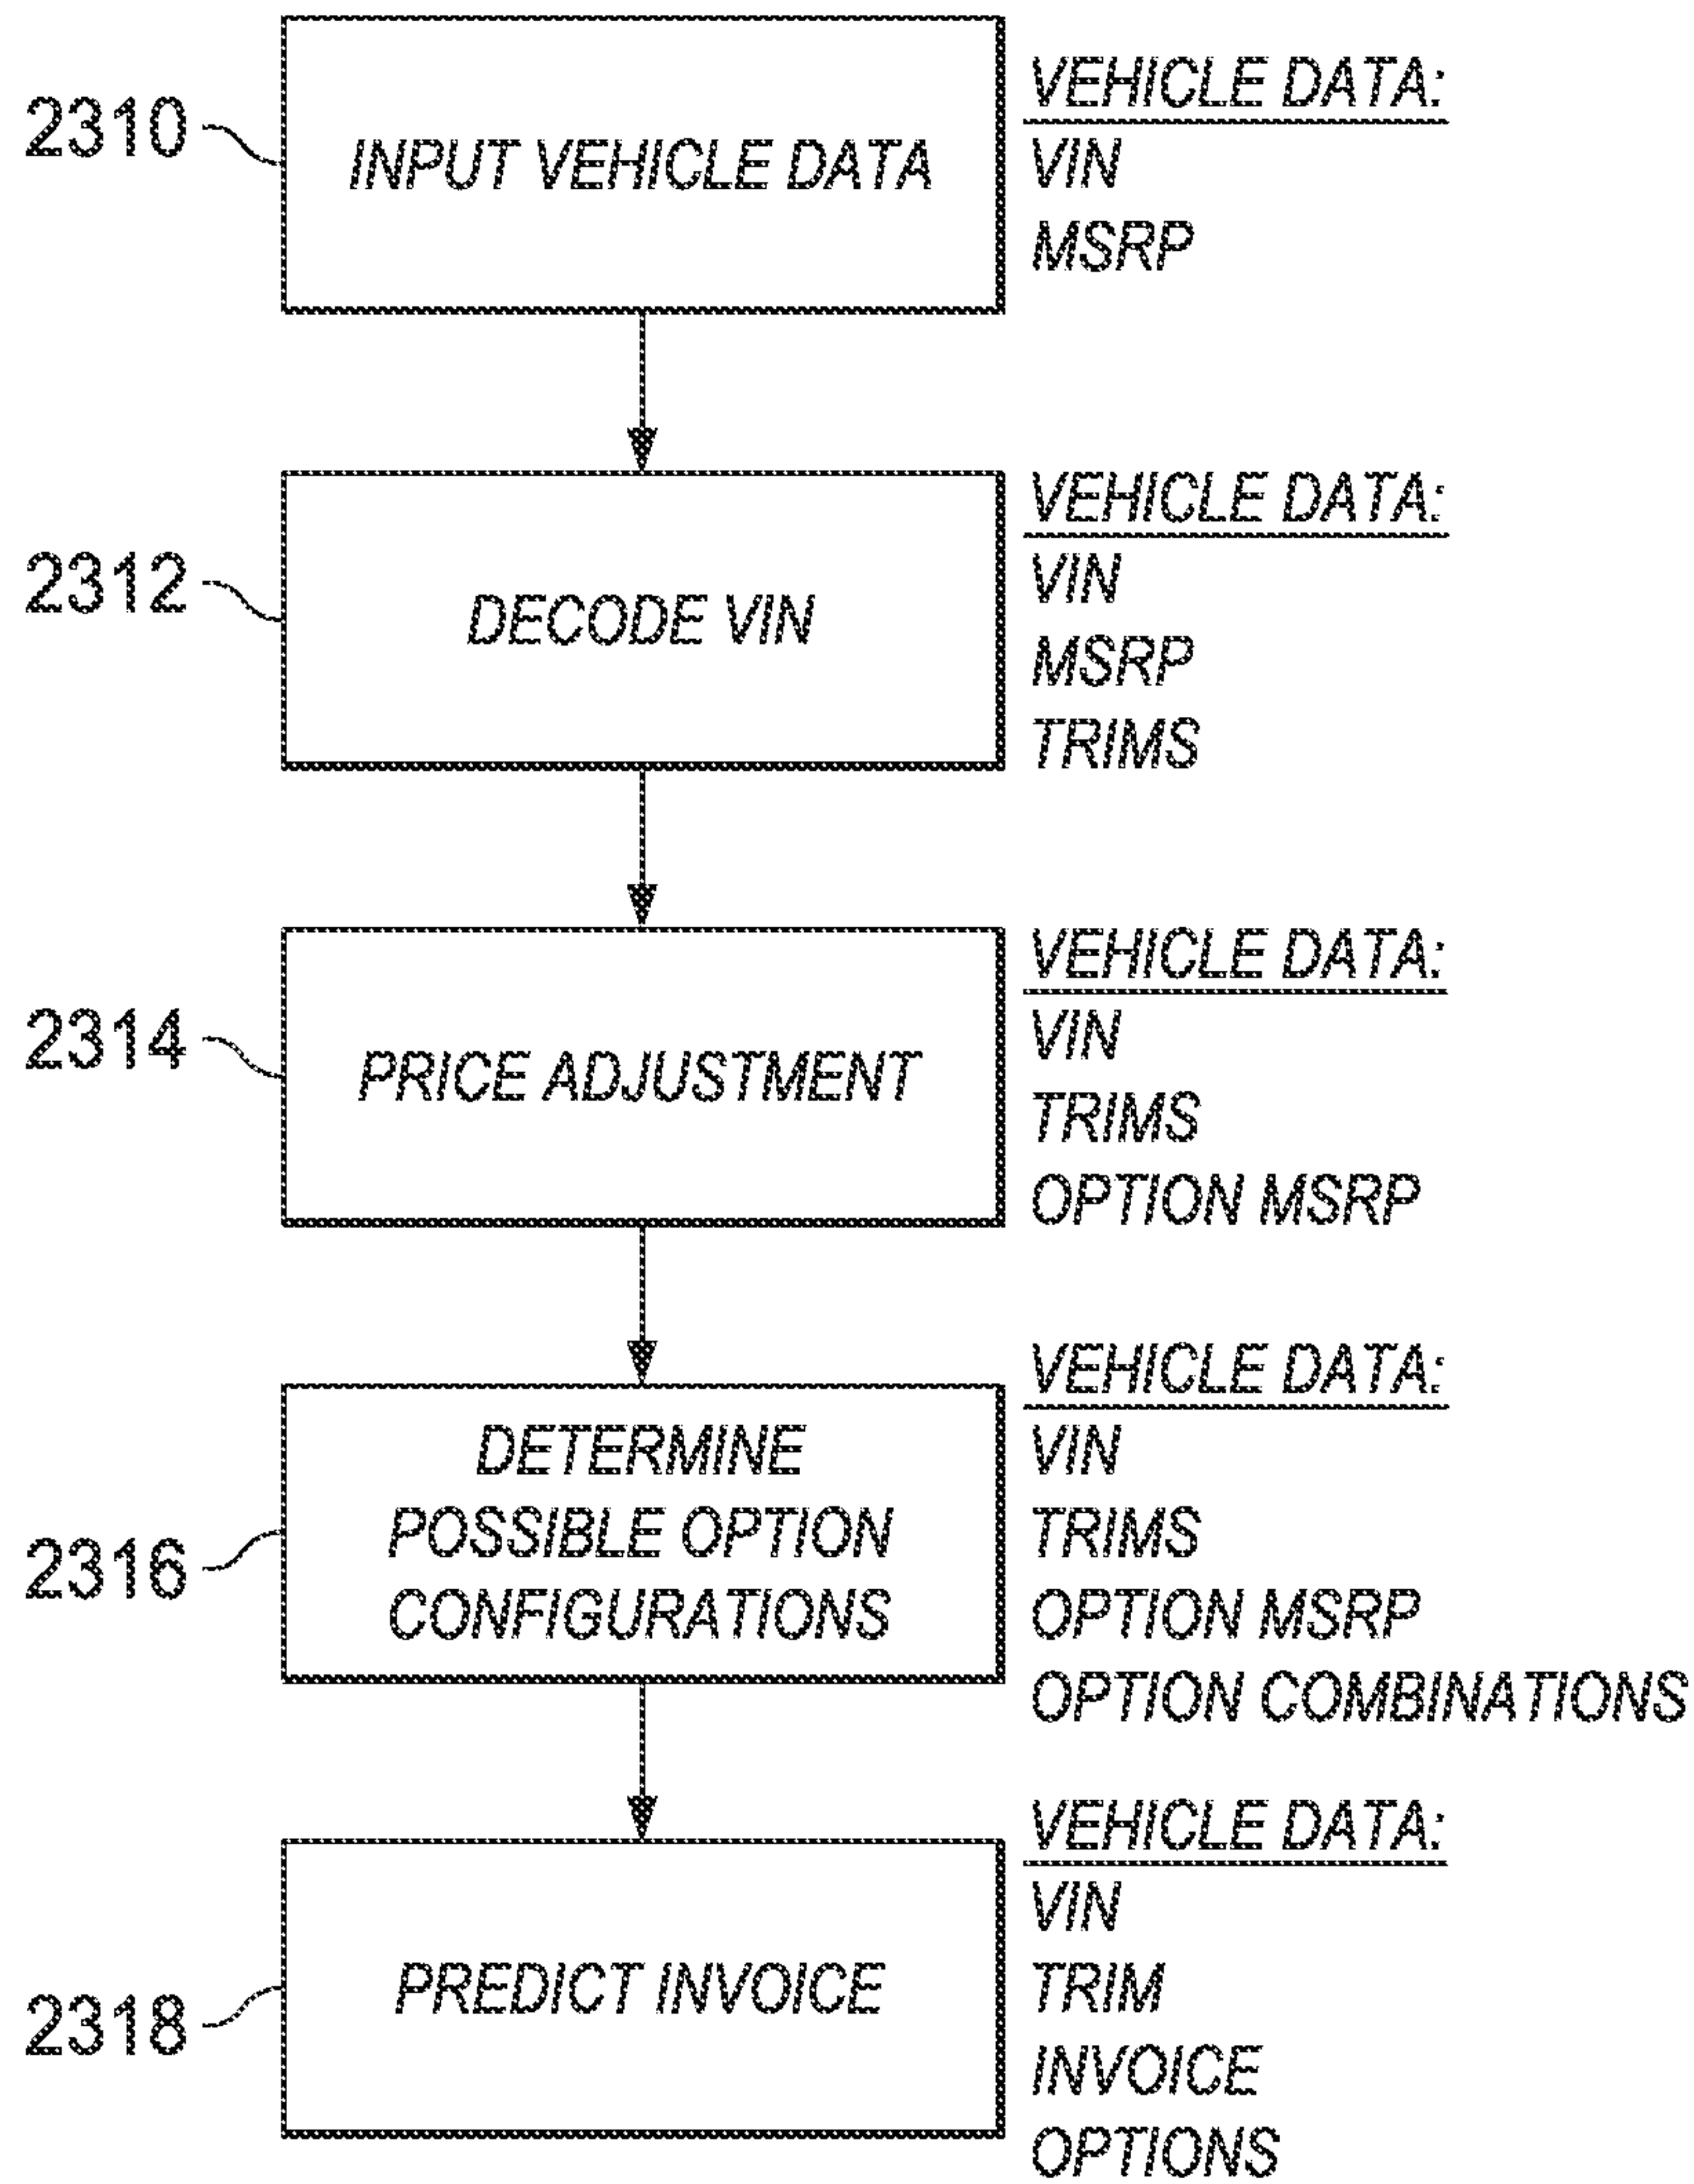 2310
INPUT VEHICLE DATA
VEHICLE DATA:
VIN
MSRP
2312
DECODE VIN
VEHICLE DATA:
VIN
MSRP
TRIMS
2314
PRICE ADJUSTMENT
VEHICLE DATA:
VIN
TRIMS
OPTION MSRP
2316
DETERMINE
POSSIBLE OPTION
CONFIGURATIONS
VEHICLE DATA:
VIN
TRIMS
OPTION MSRP
OPTION COMBINATIONS
2318
PREDICT INVOICE
VEHICLE DATA:
VIN
TRIM
INVOICE
OPTIONS